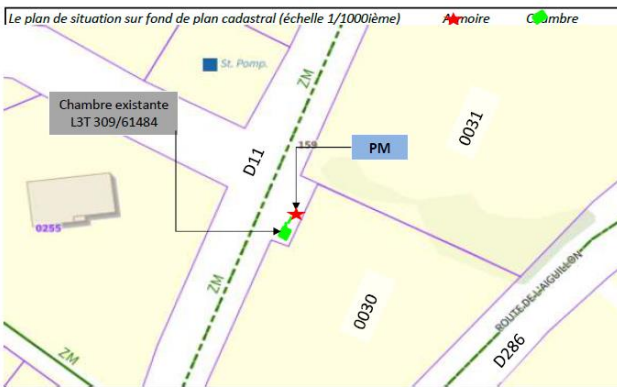 Le plan de situation sur fond de plan cadastral (échelle 1/1000ième) Armoire Chambre
St. Pomp.
ZM
Chambre existante
L3T 309/61484
0031
159
PM
D11
0255
ZM
0030
ROUTE DE L'AIGUILLON
D286
ZM